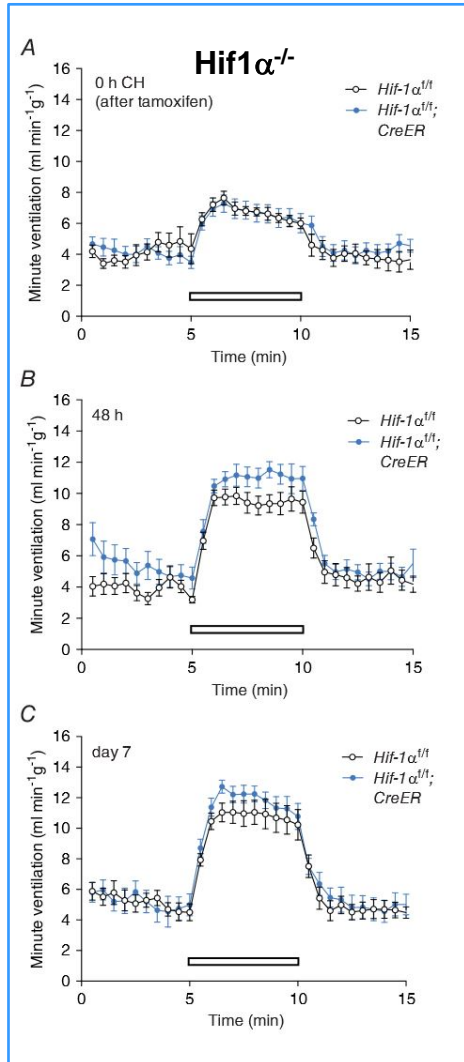 A
Hif1α-/-
0 h CH
(after tamoxifen)
Hif-1αf/f
Hif-1αf/f;
CreER
Minute ventilation (ml min-1g-1)
16
14
12
10
8
6
4
2
0
0 5 10 15
Time (min)
B
48 h
Hif-1αf/f
Hif-1αf/f;
CreER
Minute ventilation (ml min-1g-1)
16
14
12
10
8
6
4
2
0
0 5 10 15
Time (min)
C
day 7
Hif-1αf/f
Hif-1αf/f;
CreER
Minute ventilation (ml min-1g-1)
16
14
12
10
8
6
4
2
0
0 5 10 15
Time (min)